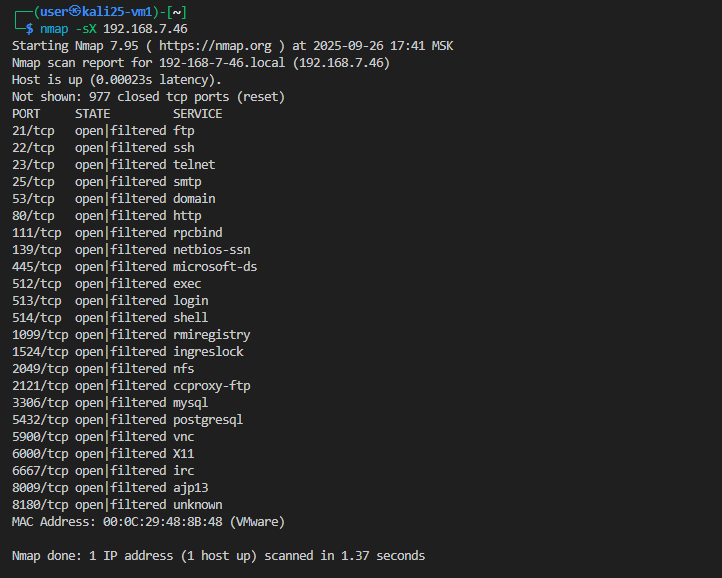 ┌──(user㉿kali25-vm1)-[~]
└─$ nmap -sX 192.168.7.46
Starting Nmap 7.95 ( https://nmap.org ) at 2025-09-26 17:41 MSK
Nmap scan report for 192-168-7-46.local (192.168.7.46)
Host is up (0.00023s latency).
Not shown: 977 closed tcp ports (reset)
PORT     STATE         SERVICE
21/tcp   open|filtered ftp
22/tcp   open|filtered ssh
23/tcp   open|filtered telnet
25/tcp   open|filtered smtp
53/tcp   open|filtered domain
80/tcp   open|filtered http
111/tcp  open|filtered rpcbind
139/tcp  open|filtered netbios-ssn
445/tcp  open|filtered microsoft-ds
512/tcp  open|filtered exec
513/tcp  open|filtered login
514/tcp  open|filtered shell
1099/tcp open|filtered rmiregistry
1524/tcp open|filtered ingreslock
2049/tcp open|filtered nfs
2121/tcp open|filtered ccproxy-ftp
3306/tcp open|filtered mysql
5432/tcp open|filtered postgresql
5900/tcp open|filtered vnc
6000/tcp open|filtered X11
6667/tcp open|filtered irc
8009/tcp open|filtered ajp13
8180/tcp open|filtered unknown
MAC Address: 00:0C:29:48:8B:48 (VMware)
Nmap done: 1 IP address (1 host up) scanned in 1.37 seconds